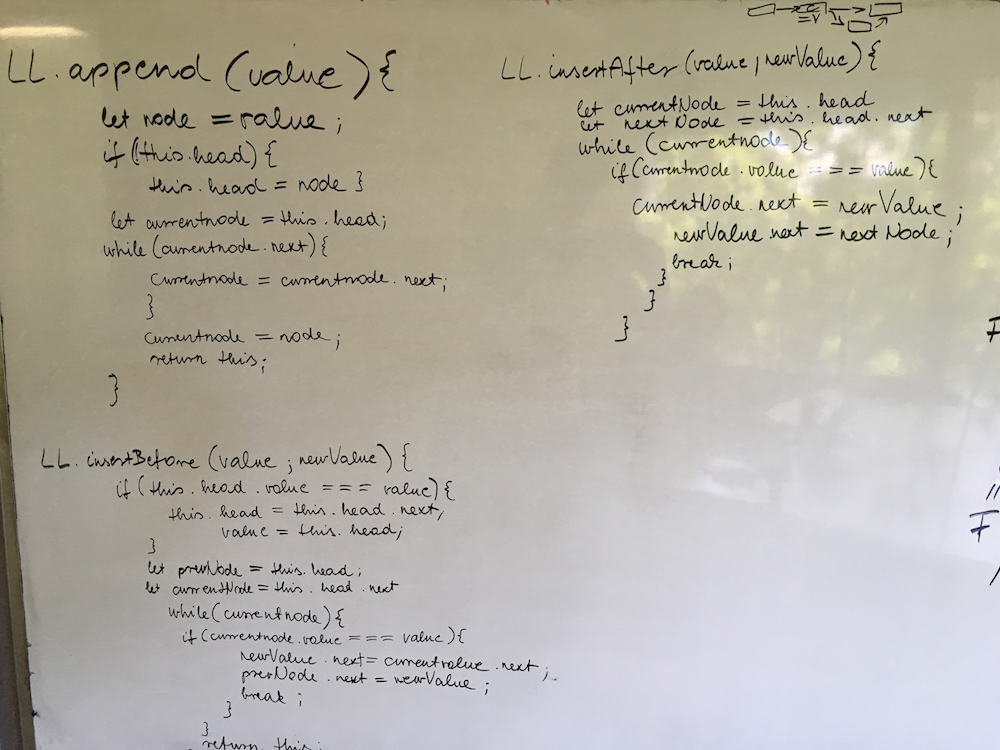 LL.append (value) {
let node = value;
if (!this.head) {
this.head = node }
let currentnode = this.head;
while (currentnode.next) {
currentnode = currentnode.next;
}
currentnode = node;
return this;
}
LL.insertBefore (value, newValue) {
if (this.head.value === value) {
this.head = this.head.next,
value = this.head;
}
let prevNode = this.head;
let currentNode = this.head.next
while (currentnode) {
if (currentnode.value === value) {
newValue.next = currentvalue.next;
prevNode.next = newValue;
break;
}
}
return this;
LL.insertAfter (value, newValue) {
let currentNode = this.head
let nextNode = this.head.next
while (currentnode) {
if (currentnode.value === value) {
currentNode.next = newValue;
newValue.next = nextNode;
break;
}
}
}